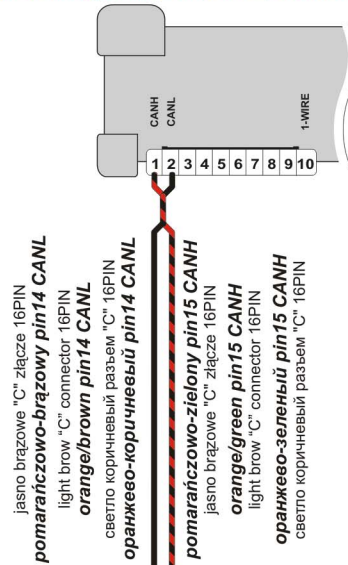 CANH
CANL
1-WIRE
1 2 3 4 5 6 7 8 9 10
jasno brązowe "C" złącze 16PIN
pomarańczowo-brązowy pin14 CANL
light brow “C” connector 16PIN
orange/brown pin14 CANL
светло коричневый разъем "С" 16PIN
оранжево-коричневый pin14 CANL
pomarańczowo-zielony pin15 CANH
jasno brązowe "C" złącze 16PIN
orange/green pin15 CANH
light brow “C” connector 16PIN
оранжево-зеленый pin15 CANH
светло коричневый разъем "С" 16PIN